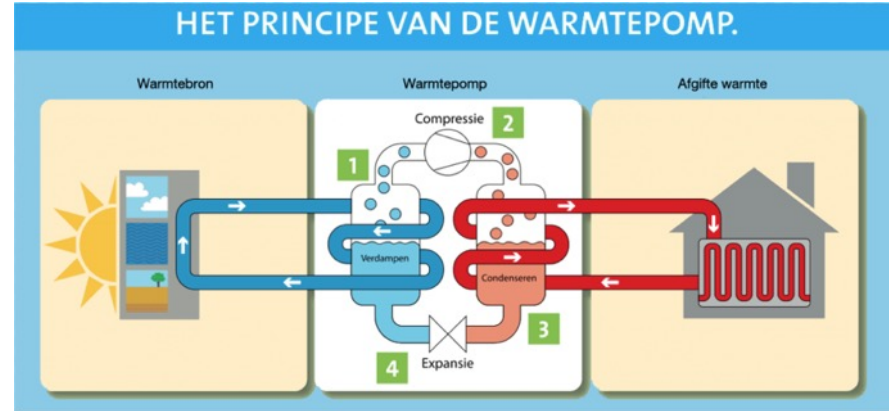 HET PRINCIPE VAN DE WARMTEPOMP.
Warmtebron
Warmtepomp
Afgifte warmte
Compressie
2
1
Verdampen
Condenseren
3
4
Expansie